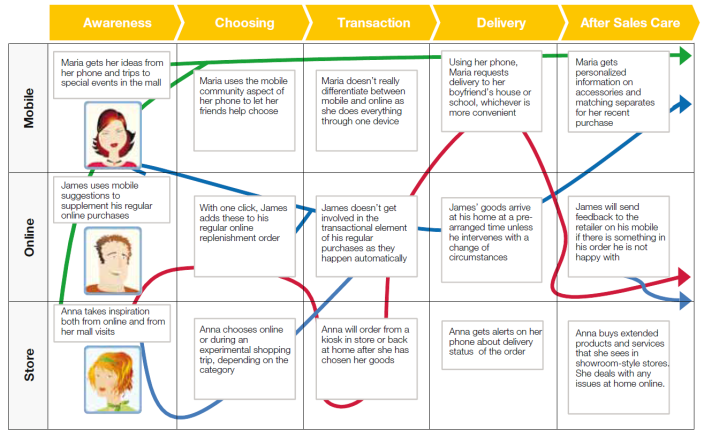 Awareness
Choosing
Transaction
Delivery
After Sales Care
Mobile
Maria gets her ideas from
her phone and trips to
special events in the mall
Maria uses the mobile
community aspect of
her phone to let her
friends help choose
Maria doesn't really
differentiate between
mobile and online as
she does everything
through one device
Using her phone,
Maria requests
delivery to her
boyfriend's house or
school, whichever is
more convenient
Maria gets
personalized
information on
accessories and
matching separates
for her recent
purchase
Online
James uses mobile
suggestions to
supplement his regular
online purchases
With one click, James
adds these to his
regular online
replenishment order
James doesn't get
involved in the
transactional element
of his regular
purchases as they
happen automatically
James' goods arrive
at his home at a pre-
arranged time unless
he intervenes with a
change of
circumstances
James will send
feedback to the
retailer on his mobile
if there is something in
his order he is not
happy with
Store
Anna takes inspiration
both from online and from
her mall visits
Anna chooses online
or during an
experimental shopping
trip, depending on the
category
Anna will order from a
kiosk in store or back
at home after she has
chosen her goods
Anna gets alerts on her
phone about delivery
status of the order
Anna buys extended
products and services
that she sees in
showroom-style stores.
She deals with any
issues at home online.